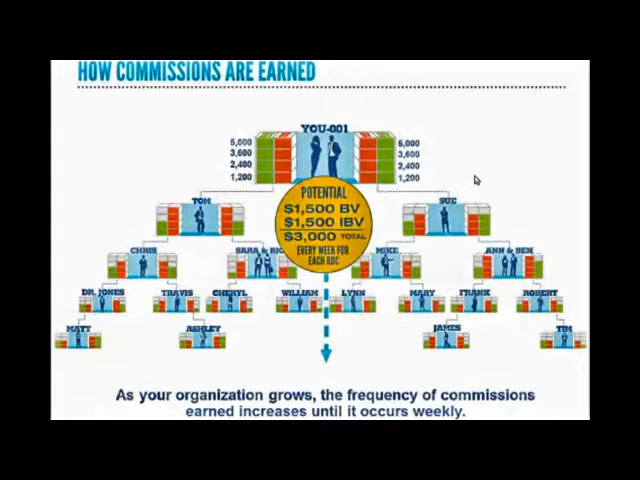 HOW COMMISSIONS ARE EARNED
YOU-001
5,000
3,600
2,400
1,200
5,000
3,600
2,400
1,200
POTENTIAL
$1,500 BV
$1,500 IBV
$3,000 TOTAL
EVERY WEEK FOR
EACH BDC
TOM
SUE
CHRIS
SARA &
MIKE
ANN & BEN
DR. JONES
TRAVIS
CHERYL
WILLIAM
LYNN
MARY
FRANK
ROBERT
MATT
ASHLEY
JAMES
TIM
As your organization grows, the frequency of commissions
earned increases until it occurs weekly.